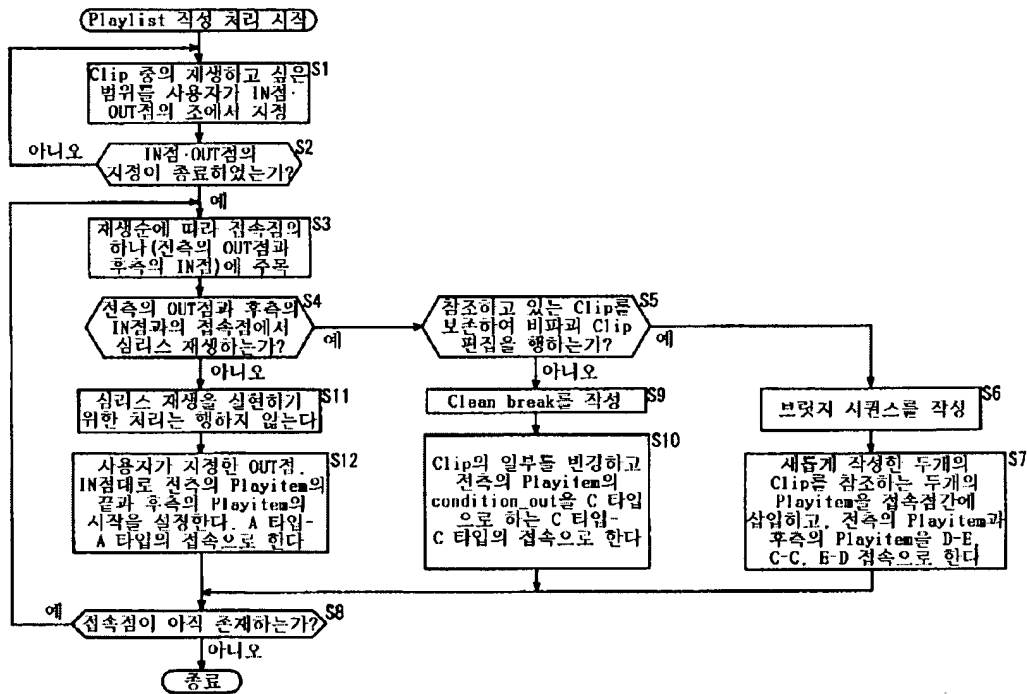 Playlist 작성 처리 시작
S1
Clip 중의 재생하고 싶은
범위를 사용자가 IN점·
OUT점의 조에서 지정
S2
IN점·OUT점의
지정이 종료하였는가?
아니오
예
S3
재생순에 따라 접속점의
하나(전측의 OUT점과
후측의 IN점)에 주목
S4
전측의 OUT점과 후측의
IN점과의 접속점에서
심리스 재생하는가?
예
아니오
S5
참조하고 있는 Clip를
보존하여 비파괴 Clip
편집을 행하는가?
예
아니오
S11
심리스 재생을 실현하기
위한 처리는 행하지 않는다
S9
Clean break를 작성
S6
브릿지 시퀀스를 작성
S12
사용자가 지정한 OUT점,
IN점대로 전측의 Playitem의
끝과 후측의 Playitem의
시작을 설정한다. A 타입-
A 타입의 접속으로 한다
S10
Clip의 일부를 변경하고
전측의 Playitem의
condition_out을 C 타입
으로 하는 C 타입-
C 타입의 접속으로 한다
S7
새롭게 작성한 두개의
Clip를 참조하는 두개의
Playitem을 접속점간에
삽입하고, 전측의 Playitem과
후측의 Playitem을 D-E,
C-C, E-D 접속으로 한다
S8
접속점이 아직 존재하는가?
예
아니오
종료